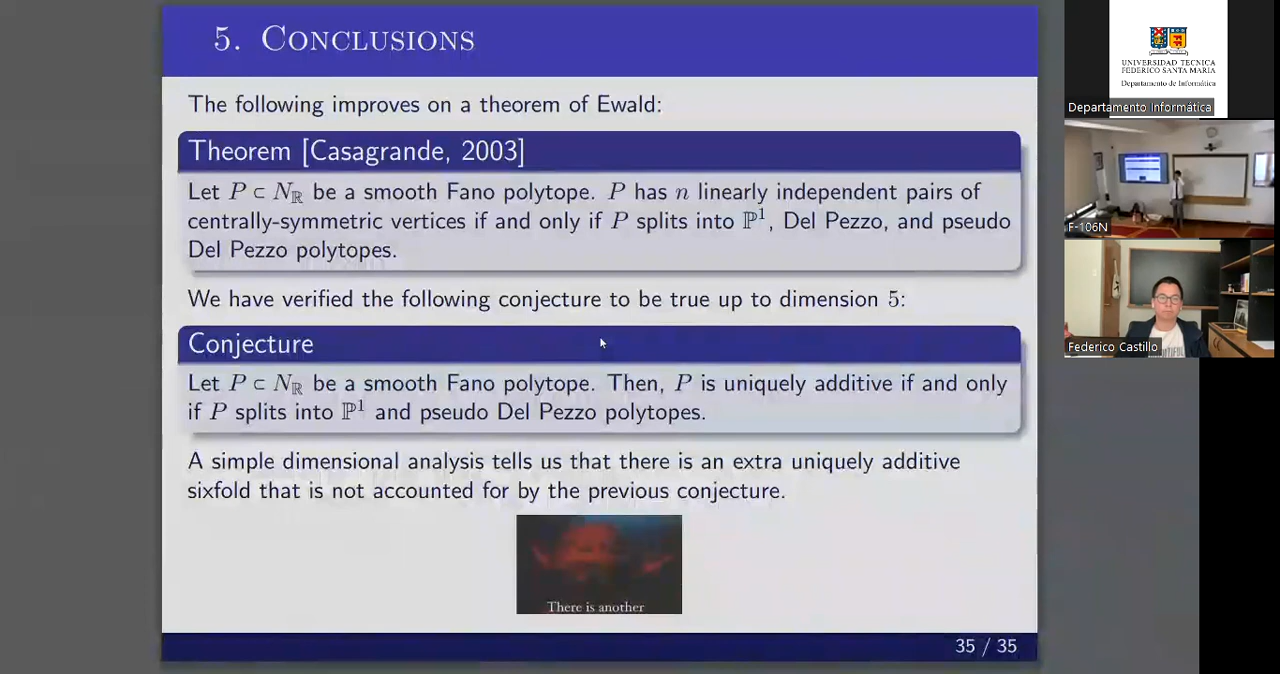 5. Conclusions
The following improves on a theorem of Ewald:
Theorem [Casagrande, 2003]
Let P ⊂ Nℝ be a smooth Fano polytope. P has n linearly independent pairs of
centrally-symmetric vertices if and only if P splits into ℙ¹, Del Pezzo, and pseudo
Del Pezzo polytopes.
We have verified the following conjecture to be true up to dimension 5:
Conjecture
Let P ⊂ Nℝ be a smooth Fano polytope. Then, P is uniquely additive if and only
if P splits into ℙ¹ and pseudo Del Pezzo polytopes.
A simple dimensional analysis tells us that there is an extra uniquely additive
sixfold that is not accounted for by the previous conjecture.
There is another
35 / 35
UNIVERSIDAD TECNICA
FEDERICO SANTA MARIA
Departamento de Informática
Departamento Informática
F-106N
Federico Castillo